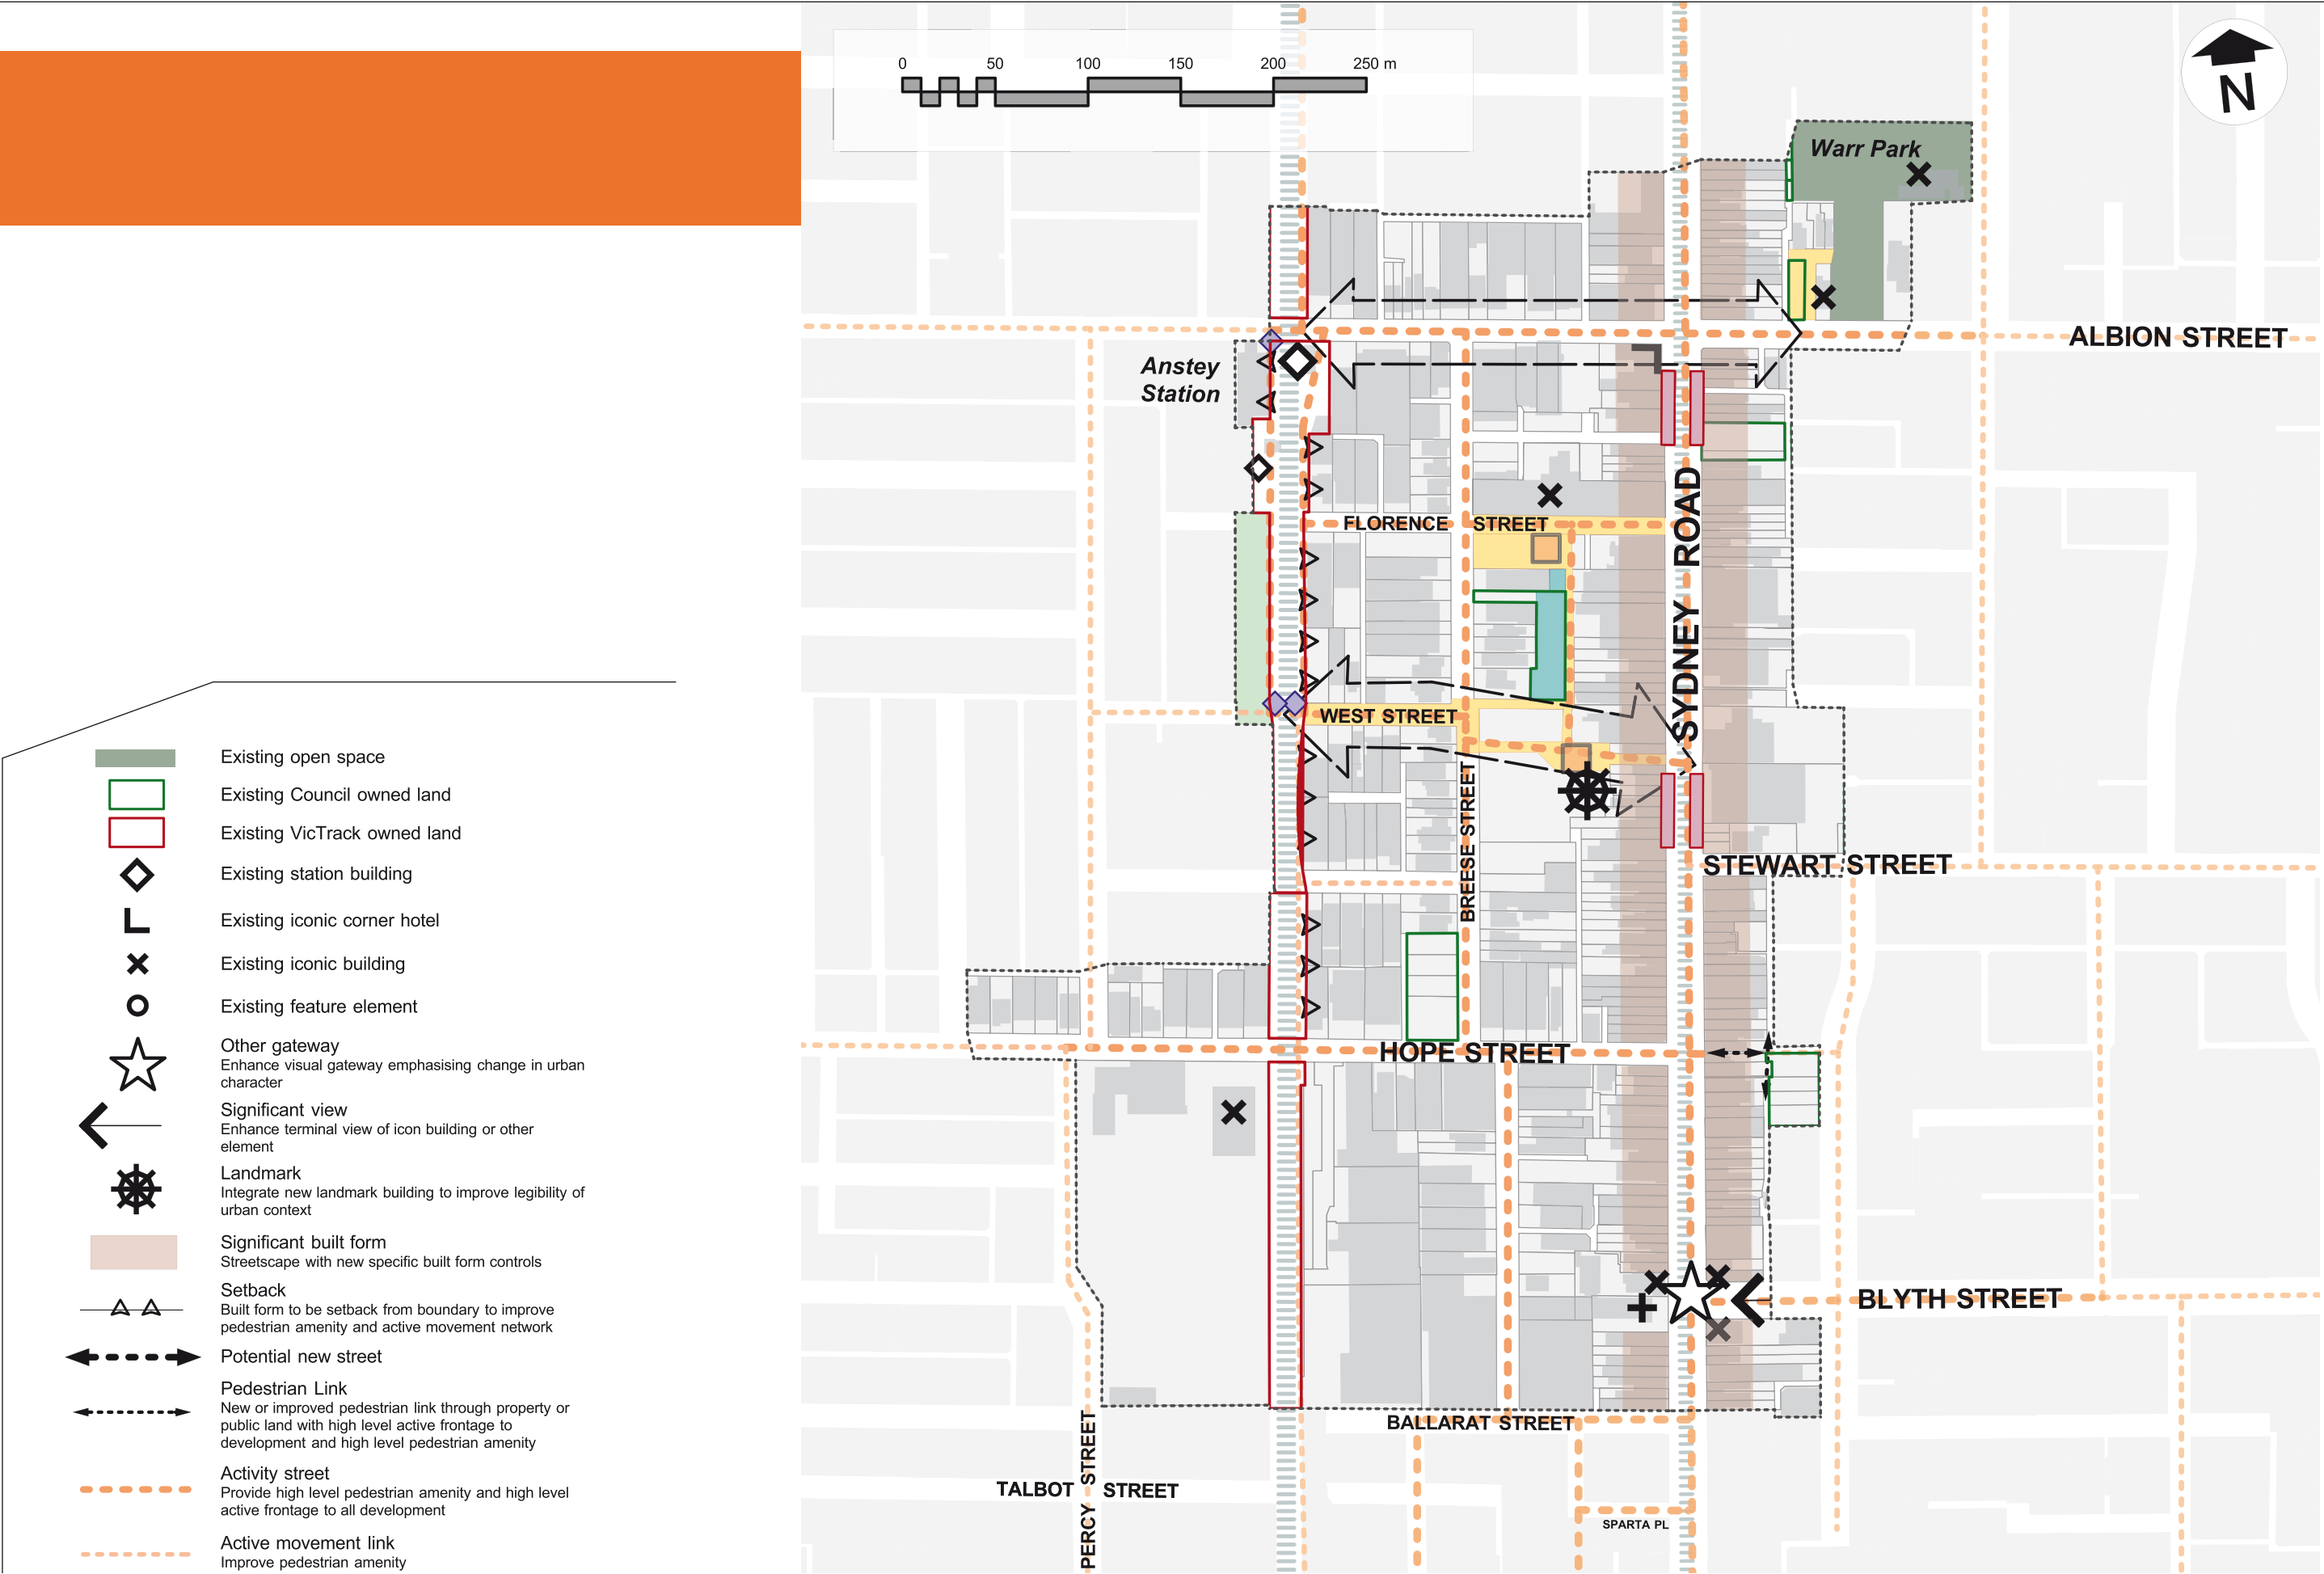 0 50 100 150 200 250 m
N
Warr Park
ALBION STREET
Anstey
Station
FLORENCE STREET
SYDNEY ROAD
WEST STREET
BREESE STREET
STEWART STREET
HOPE STREET
BLYTH STREET
BALLARAT STREET
TALBOT STREET
PERCY STREET
SPARTA PL
Existing open space
Existing Council owned land
Existing VicTrack owned land
Existing station building
Existing iconic corner hotel
Existing iconic building
Existing feature element
Other gateway
Enhance visual gateway emphasising change in urban
character
Significant view
Enhance terminal view of icon building or other
element
Landmark
Integrate new landmark building to improve legibility of
urban context
Significant built form
Streetscape with new specific built form controls
Setback
Built form to be setback from boundary to improve
pedestrian amenity and active movement network
Potential new street
Pedestrian Link
New or improved pedestrian link through property or
public land with high level active frontage to
development and high level pedestrian amenity
Activity street
Provide high level pedestrian amenity and high level
active frontage to all development
Active movement link
Improve pedestrian amenity